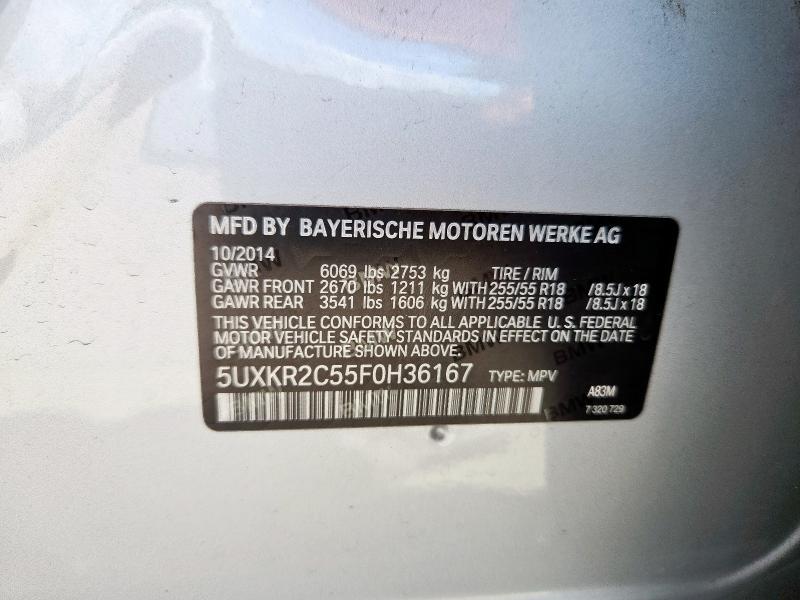 MFD BY BAYERISCHE MOTOREN WERKE AG
10/2014
GVWR 6069 lbs 2753 kg TIRE / RIM
GAWR FRONT 2670 lbs 1211 kg WITH 255/55 R18 /8.5J x 18
GAWR REAR 3541 lbs 1606 kg WITH 255/55 R18 /8.5J x 18
THIS VEHICLE CONFORMS TO ALL APPLICABLE U. S. FEDERAL
MOTOR VEHICLE SAFETY STANDARDS IN EFFECT ON THE DATE
OF MANUFACTURE SHOWN ABOVE:
5UXKR2C55F0H36167 TYPE: MPV
A83M
7 320 729